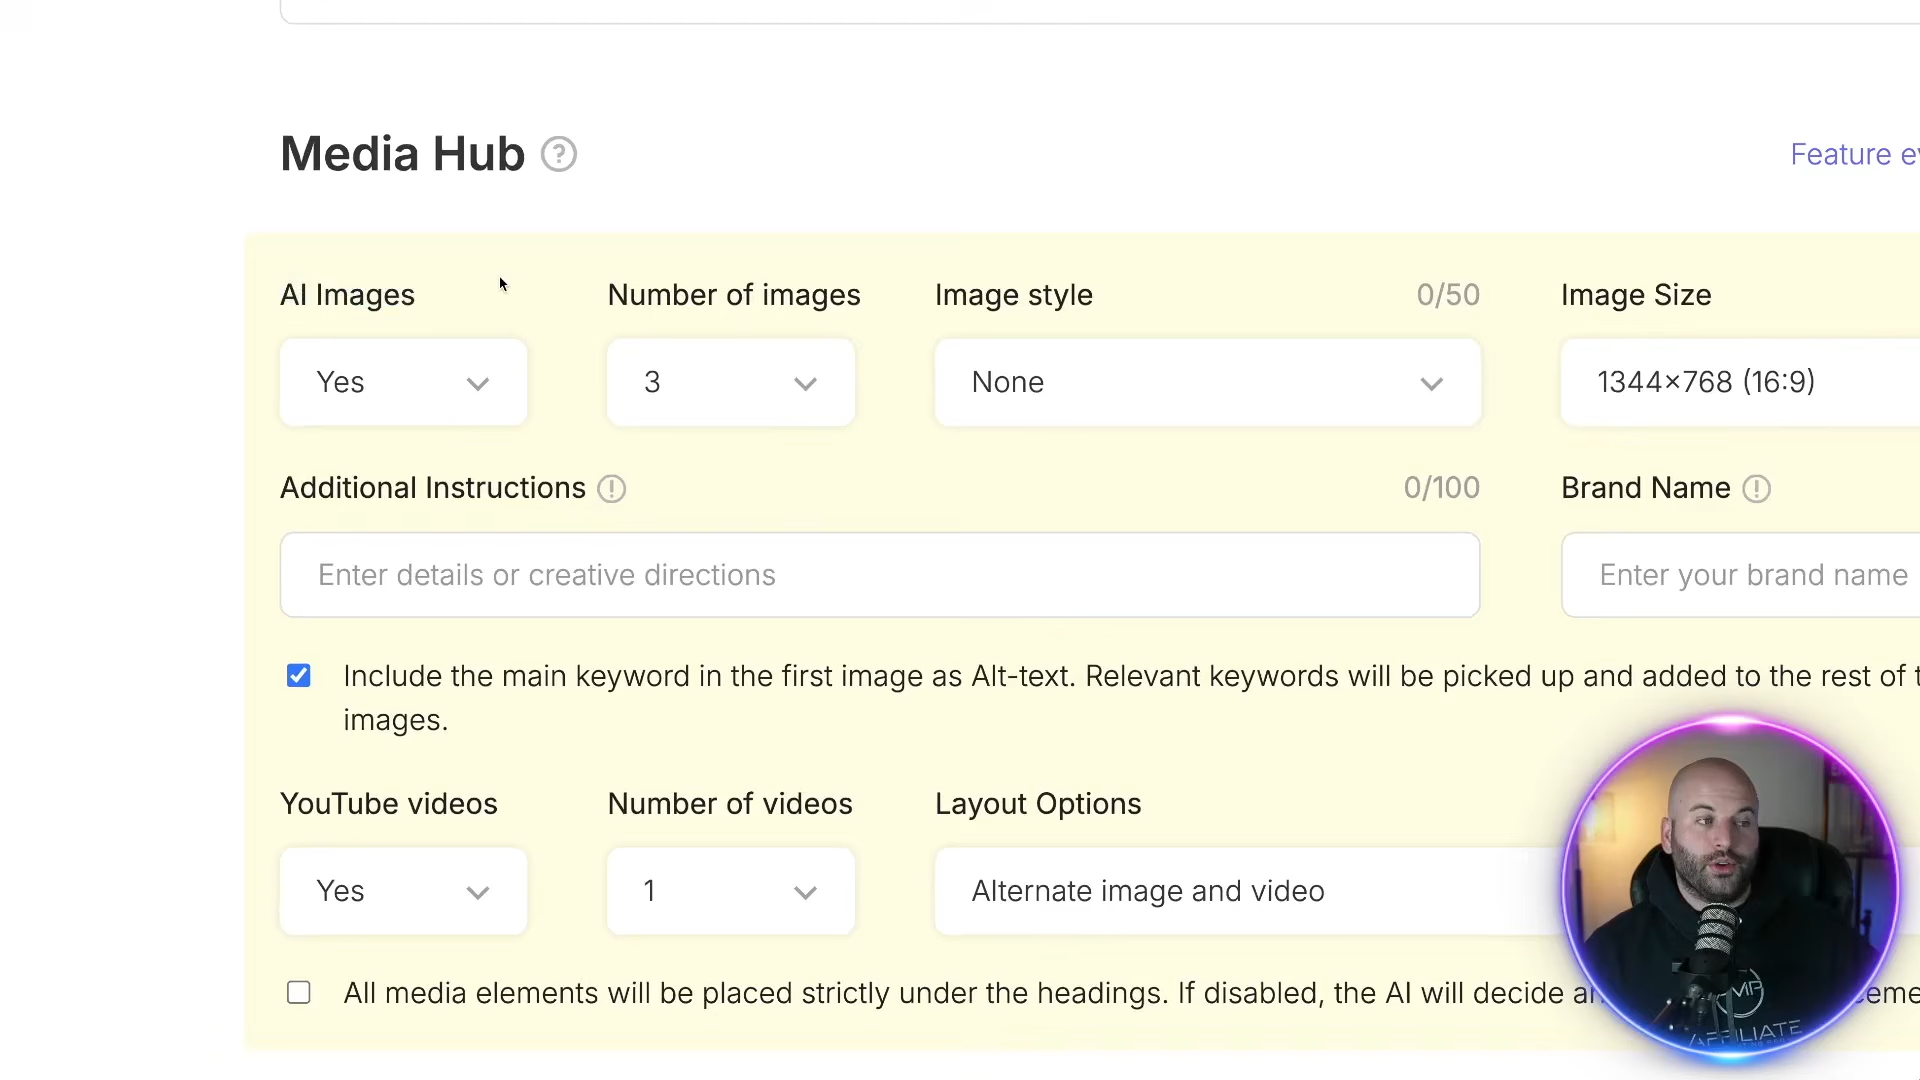 Media Hub
Feature
AI Images
Number of images
Image style
0/50
Image Size
Yes
3
None
1344×768 (16:9)
Additional Instructions
0/100
Brand Name
Enter details or creative directions
Enter your brand name
Include the main keyword in the first image as Alt-text. Relevant keywords will be picked up and added to the rest of
images.
YouTube videos
Number of videos
Layout Options
Yes
1
Alternate image and video
All media elements will be placed strictly under the headings. If disabled, the AI will decide
MP
AFFILIATE